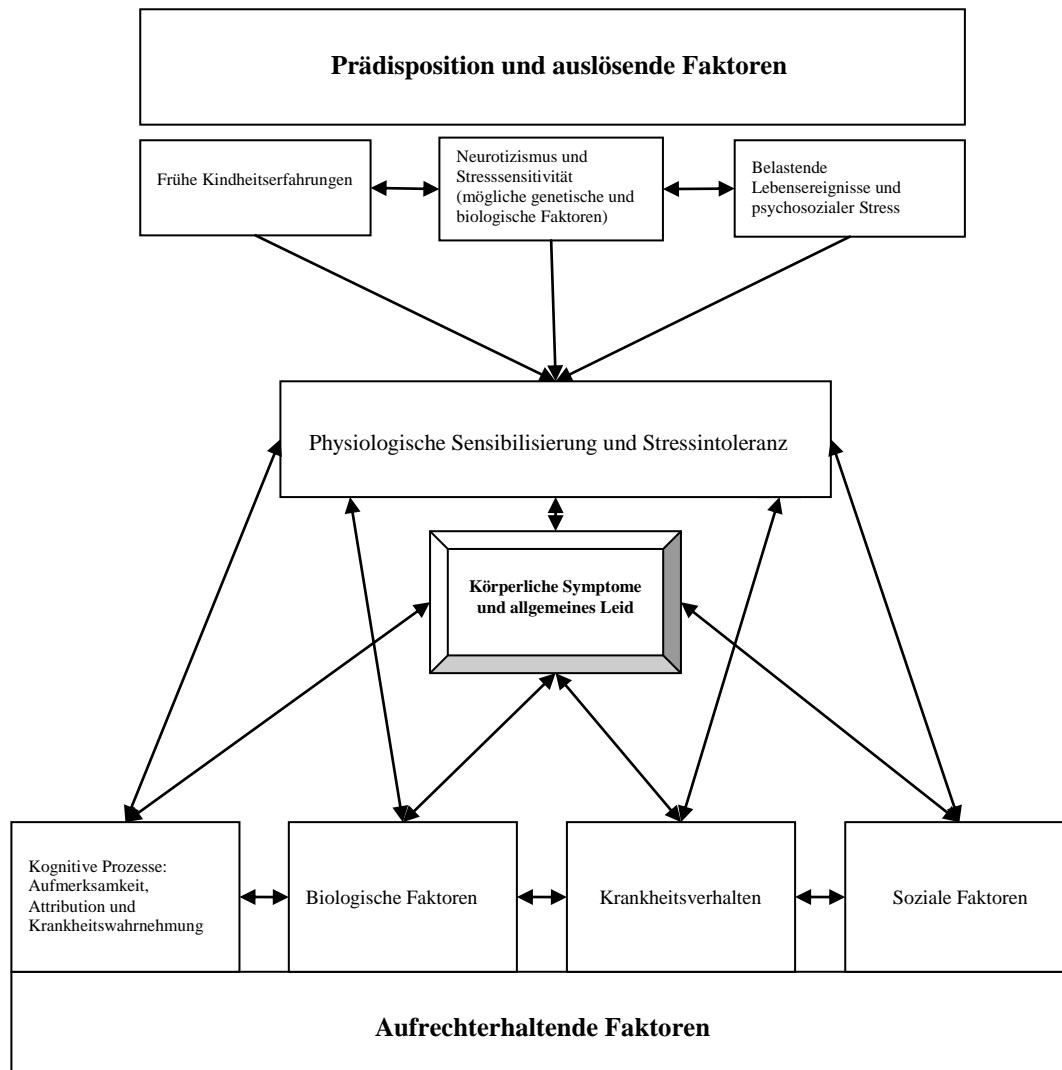 Prädisposition und auslösende Faktoren
Frühe Kindheitserfahrungen
Neurotizismus und
Stresssensitivität
(mögliche genetische und
biologische Faktoren)
Belastende
Lebensereignisse und
psychosozialer Stress
Physiologische Sensibilisierung und Stressintoleranz
Körperliche Symptome
und allgemeines Leid
Kognitive Prozesse:
Aufmerksamkeit,
Attribution und
Krankheitswahrnehmung
Biologische Faktoren
Krankheitsverhalten
Soziale Faktoren
Aufrechterhaltende Faktoren